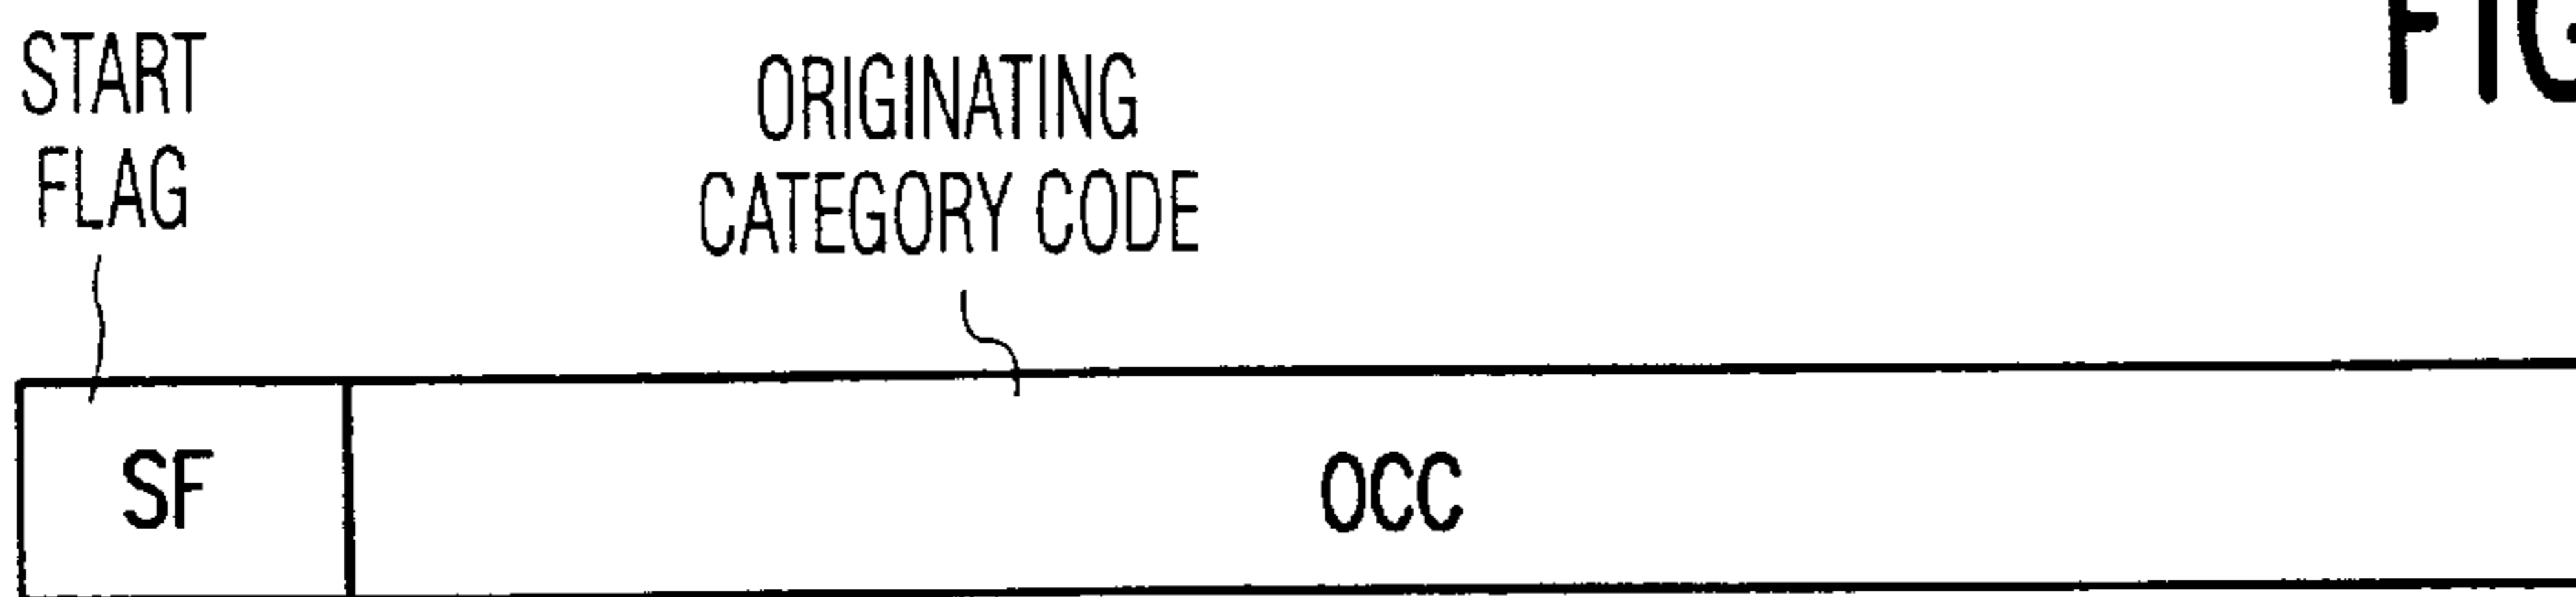 START
FLAG
ORIGINATING
CATEGORY CODE
SF
OCC